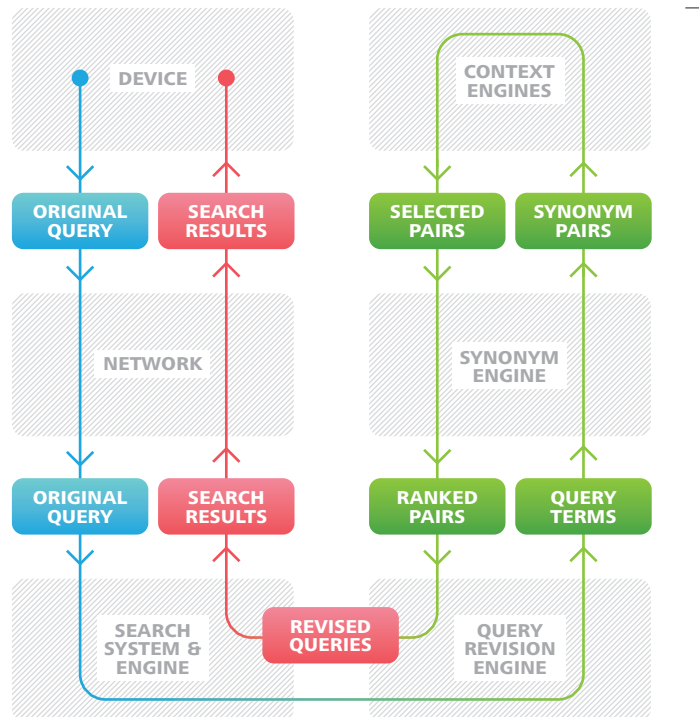 DEVICE
CONTEXT
ENGINES
ORIGINAL
QUERY
SEARCH
RESULTS
SELECTED
PAIRS
SYNONYM
PAIRS
NETWORK
SYNONYM
ENGINE
ORIGINAL
QUERY
SEARCH
RESULTS
RANKED
PAIRS
QUERY
TERMS
SEARCH
SYSTEM &
ENGINE
REVISED
QUERIES
QUERY
REVISION
ENGINE